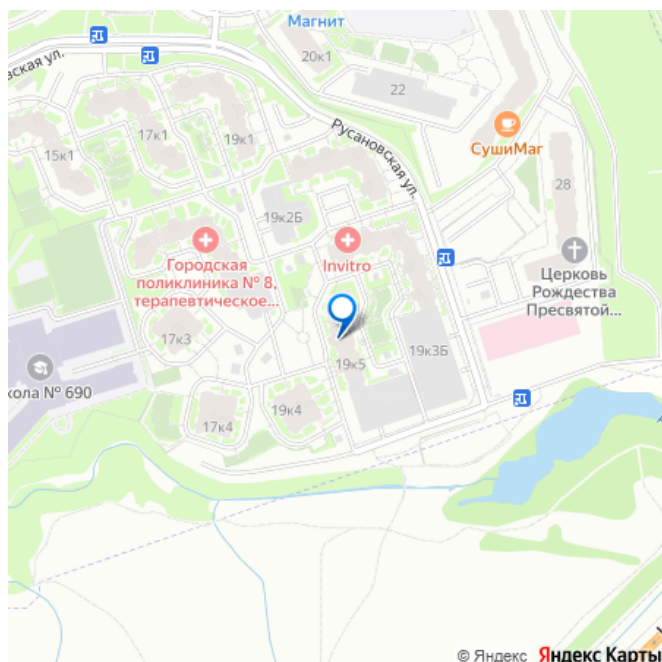 Магнит
20к1
22
вская ул.
17к1
19к1
15к1
Русановская ул.
СушиМаг
28
19к2Б
Городская
поликлиника № 8,
терапевтическое...
Invitro
Церковь
Рождества
Пресвятой...
17к3
19к3Б
19к5
кола № 690
19к4
17к4
© Яндекс Яндекс Карты